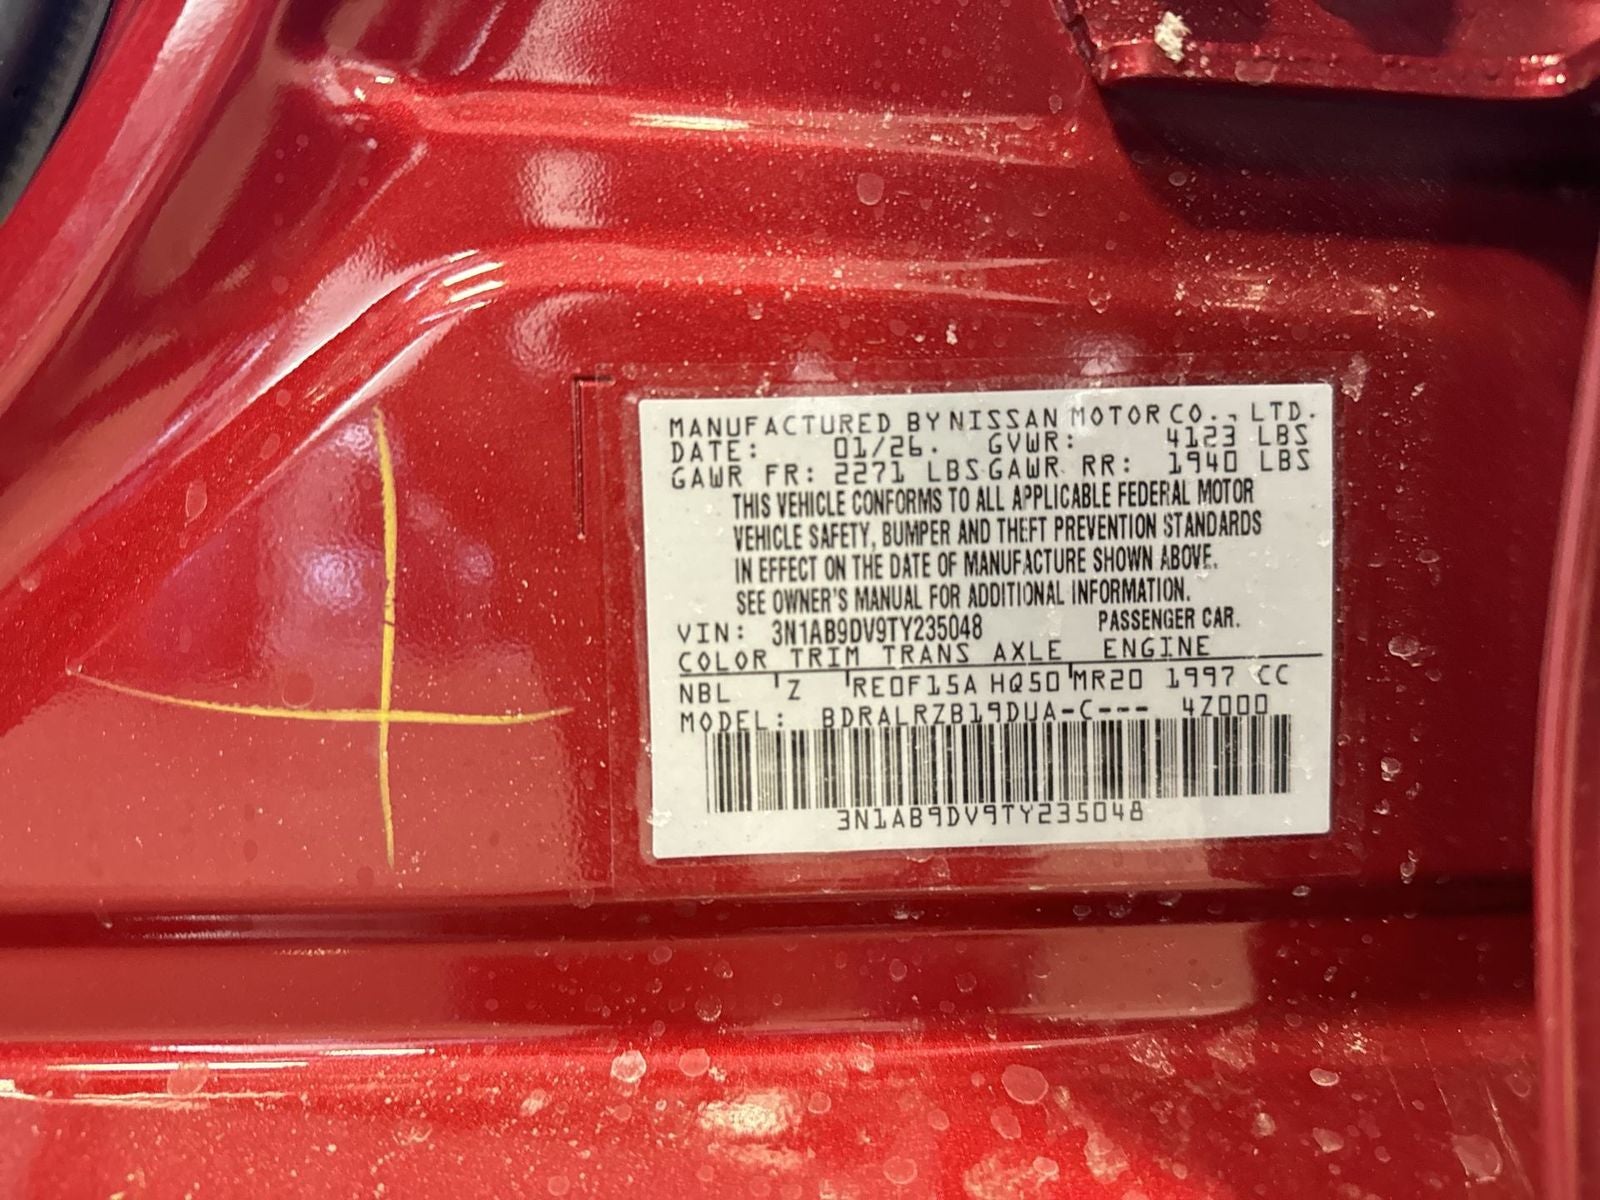 MANUFACTURED BY NISSAN MOTOR CO., LTD.
DATE: 01/26. GVWR: 4123 LBS
GAWR FR: 2271 LBS GAWR RR: 1940 LBS
THIS VEHICLE CONFORMS TO ALL APPLICABLE FEDERAL MOTOR
VEHICLE SAFETY, BUMPER AND THEFT PREVENTION STANDARDS
IN EFFECT ON THE DATE OF MANUFACTURE SHOWN ABOVE.
SEE OWNER'S MANUAL FOR ADDITIONAL INFORMATION.
VIN: 3N1AB9DV9TY235048 PASSENGER CAR.
COLOR TRIM TRANS AXLE ENGINE
NBL Z RE0F15A HQ50 MR20 1997 CC
MODEL: BDRALRZB19DUA-C--- 4Z000
3N1AB9DV9TY235048